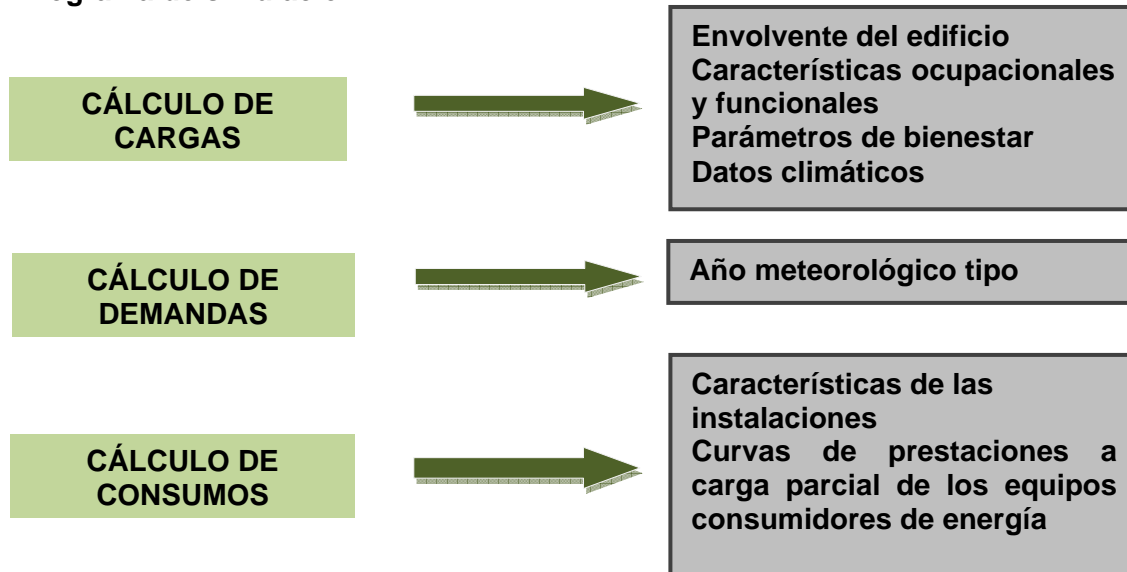 CÁLCULO DE
CARGAS
Envolvente del edificio
Características ocupacionales
y funcionales
Parámetros de bienestar
Datos climáticos
CÁLCULO DE
DEMANDAS
Año meteorológico tipo
CÁLCULO DE
CONSUMOS
Características de las
instalaciones
Curvas de prestaciones a
carga parcial de los equipos
consumidores de energía